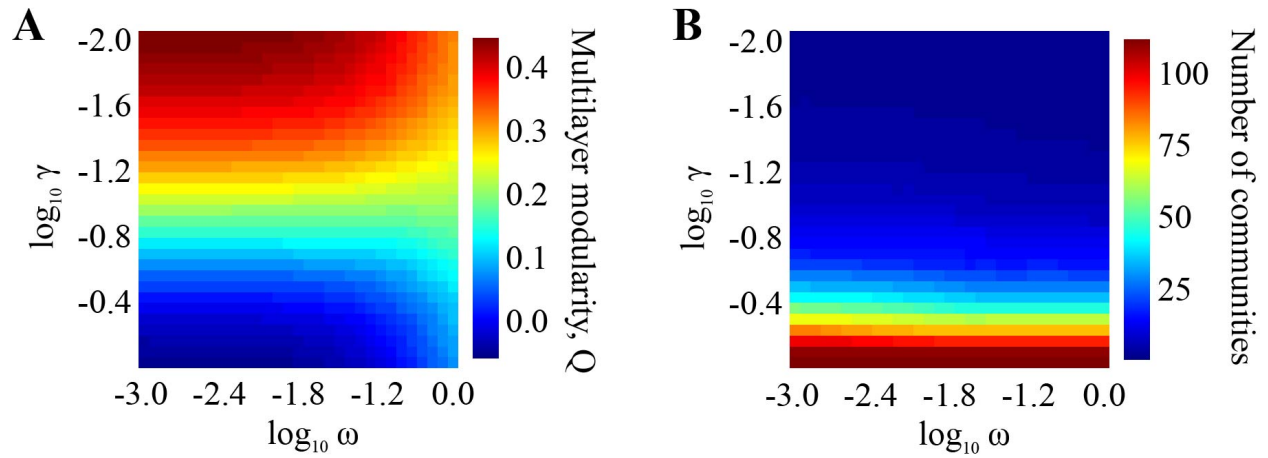 A
-2.0
-1.6
-1.2
-0.8
-0.4
log10 γ
-3.0 -2.4 -1.8 -1.2 0.0
log10 ω
0.4
0.3
0.2
0.1
0.0
Multilayer modularity, Q
B
-2.0
-1.6
-1.2
-0.8
-0.4
log10 γ
-3.0 -2.4 -1.8 -1.2 0.0
log10 ω
100
75
50
25
Number of communities